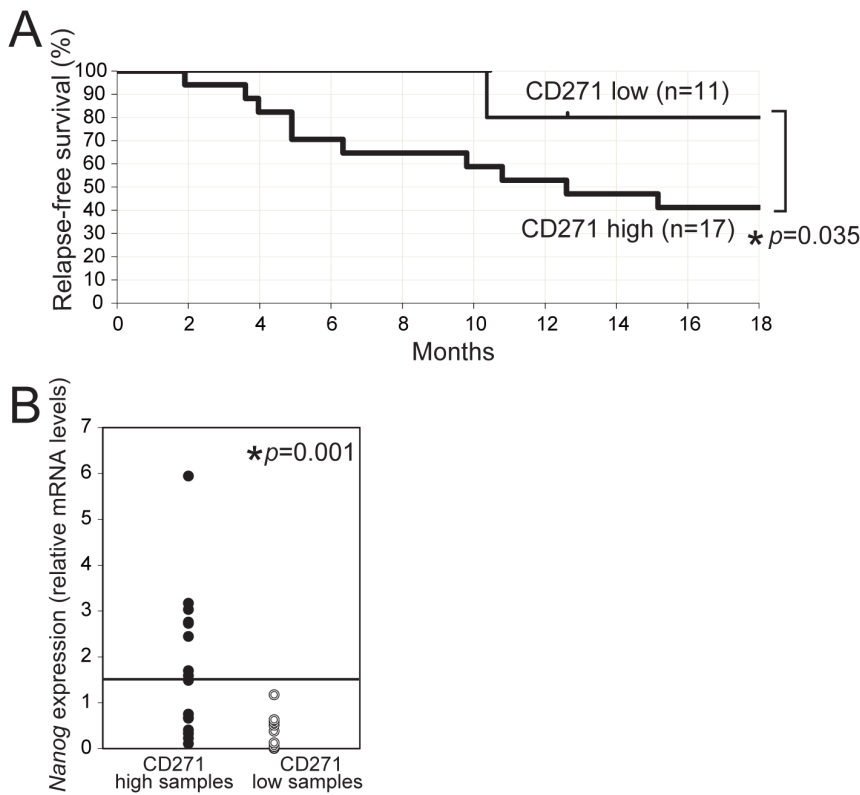 A
Relapse-free survival (%)
100
90
80
70
60
50
40
30
20
10
0
CD271 low (n=11)
CD271 high (n=17)
* p=0.035
0 2 4 6 8 10 12 14 16 18
Months
B
Nanog expression (relative mRNA levels)
7
6
5
4
3
2
1
0
*p=0.001
CD271
high samples
CD271
low samples